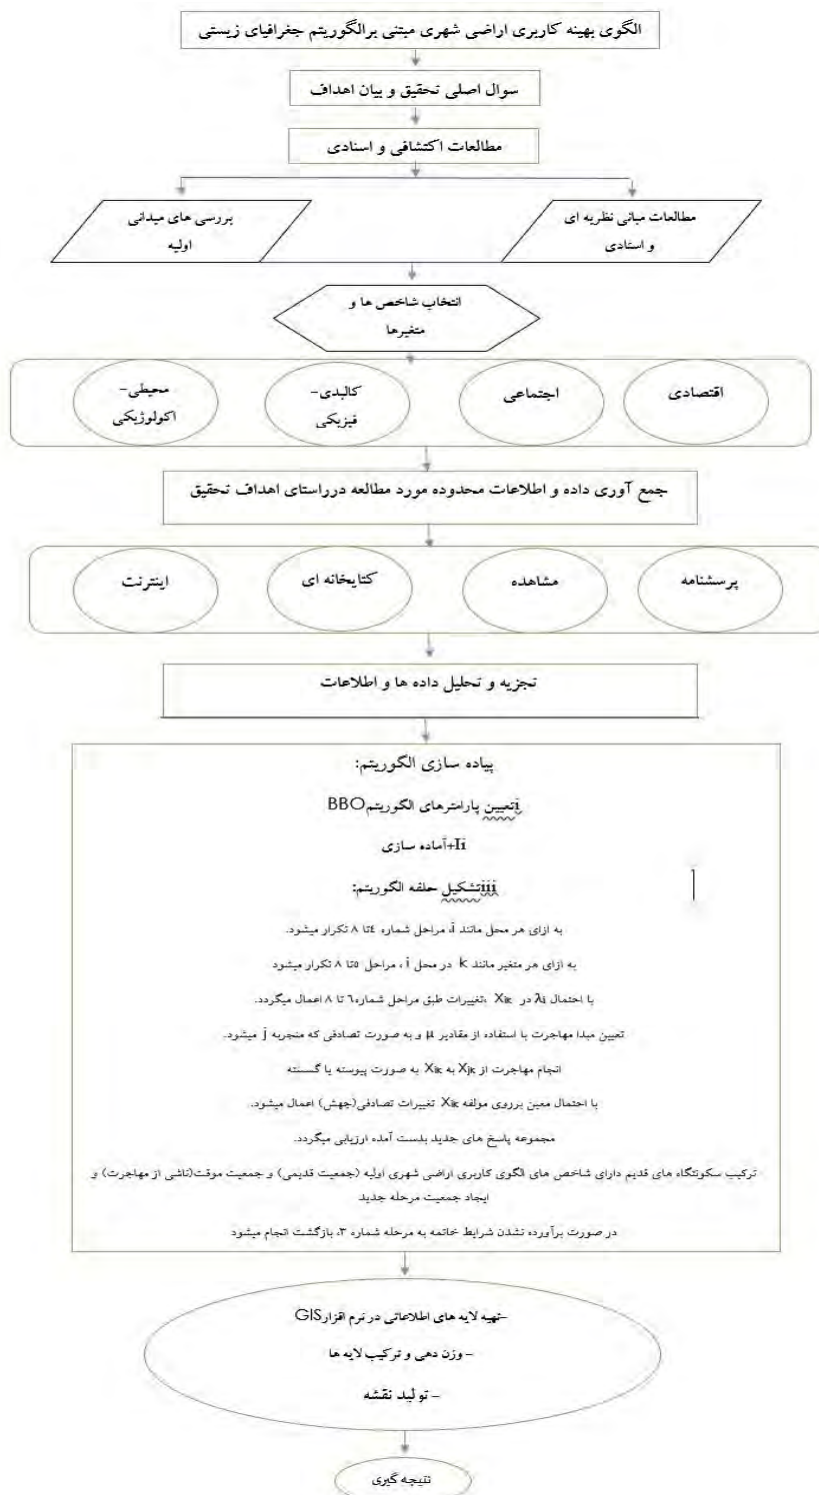 الگوی بهینه کاربری اراضی شهری مبتنی برالگوریتم جغرافیای زیستی
سوال اصلی تحقیق و بیان اهداف
مطالعات اکتشافی و اسنادی
مطالعات مبانی نظریه ای
و اسنادی
بررسی های میدانی
اولیه
انتخاب شاخص ها و
متغیرها
اقتصادی
اجتماعی
کالبدی-
فیزیکی
محیطی-
اکولوژیکی
جمع آوری داده و اطلاعات محدوده مورد مطالعه درراستای اهداف تحقیق
پرسشنامه
مشاهده
کتابخانه ای
اینترنت
تجزیه و تحلیل داده ها و اطلاعات
پیاده سازی الگوریتم:
iتعیین پارامترهای الگوریتمBBO
Ii+آماده سازی
iiiتشکیل حلقه الگوریتم:
به ازای هر محل مانند i، مراحل شماره ٤تا ٨ تکرار میشود.
به ازای هر متغیر مانند k در محل i ، مراحل ٥تا ٨ تکرار میشود
با احتمال λi در Xik ،تغییرات طبق مراحل شماره٦ تا ٨ اعمال میگردد.
تعیین مبدا مهاجرت با استفاده از مقادیر µ و به صورت تصادفی که منجربه j میشود.
انجام مهاجرت از Xjk به Xik به صورت پیوسته یا گسسته
با احتمال معین برروی مولفه Xik تغییرات تصادفی(جهش) اعمال میشود.
مجموعه پاسخ های جدید بدست آمده ارزیابی میگردد.
ترکیب سکونتگاه های قدیم دارای شاخص های الگوی کاربری اراضی شهری اولیه (جمعیت قدیمی) و جمعیت موقت(ناشی از مهاجرت) و
ایجاد جمعیت مرحله جدید
در صورت برآورده نشدن شرایط خاتمه به مرحله شماره ٣، بازگشت انجام میشود
-تهیه لایه های اطلاعاتی در نرم افزارGIS
- وزن دهی و ترکیب لایه ها
- تولید نقشه
نتیجه گیری